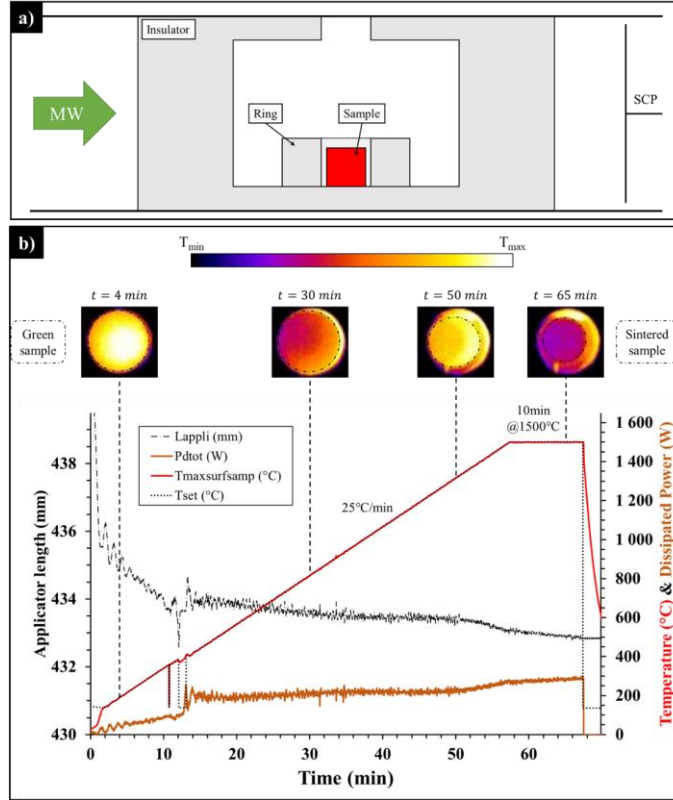 a)
Insulator
MW
Ring
Sample
SCP
b)
Tmin
Tmax
t = 4 min
t = 30 min
t = 50 min
t = 65 min
Green
sample
Sintered
sample
10min
@1500°C
Lappli (mm)
Pdtot (W)
Tmaxsurfsamp (°C)
Tset (°C)
25°C/min
Applicator length (mm)
438
436
434
432
430
1 600
1 400
1 200
1 000
800
600
400
200
0
Temperature (°C) & Dissipated Power (W)
0
10
20
30
40
50
60
Time (min)